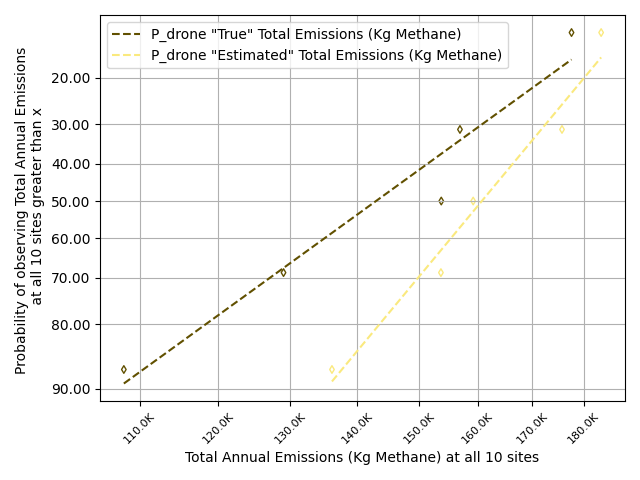 P_drone "True" Total Emissions (Kg Methane)
P_drone "Estimated" Total Emissions (Kg Methane)
Probability of observing Total Annual Emissions
at all 10 sites greater than x
20.00
30.00
40.00
50.00
60.00
70.00
80.00
90.00
110.0K
120.0K
130.0K
140.0K
150.0K
160.0K
170.0K
180.0K
Total Annual Emissions (Kg Methane) at all 10 sites